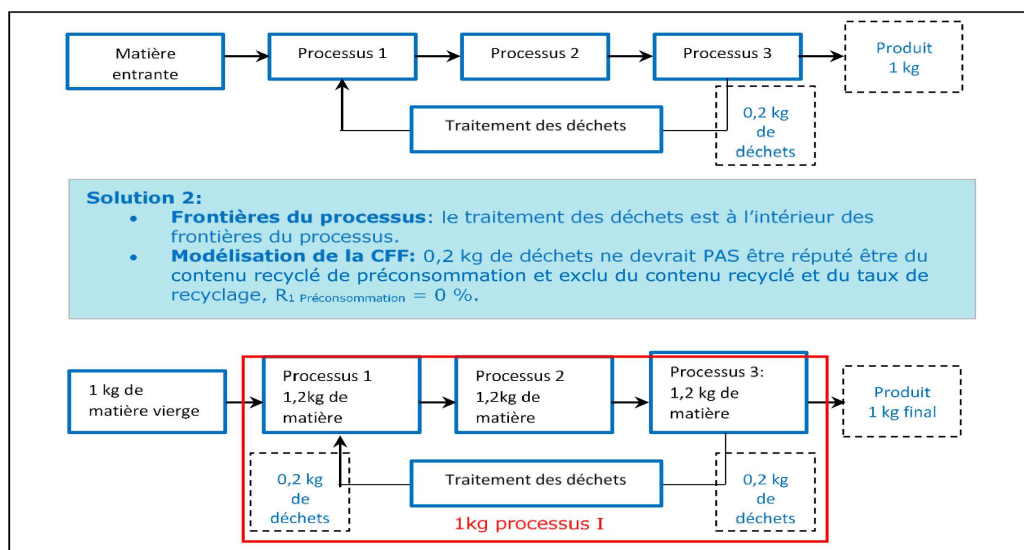 Matière
entrante
Processus 1
Processus 2
Processus 3
Produit
1 kg
Traitement des déchets
0,2 kg
de
déchets
Solution 2:
• Frontières du processus: le traitement des déchets est à l'intérieur des
frontières du processus.
• Modélisation de la CFF: 0,2 kg de déchets ne devrait PAS être réputé être du
contenu recyclé de préconsommation et exclu du contenu recyclé et du taux de
recyclage, R1 Préconsommation = 0 %.
1 kg de
matière vierge
Processus 1
1,2kg de
matière
Processus 2
1,2kg de
matière
Processus 3:
1,2 kg de
matière
Produit
1 kg final
0,2 kg
de
déchets
Traitement des déchets
0,2 kg
de
déchets
1kg processus I